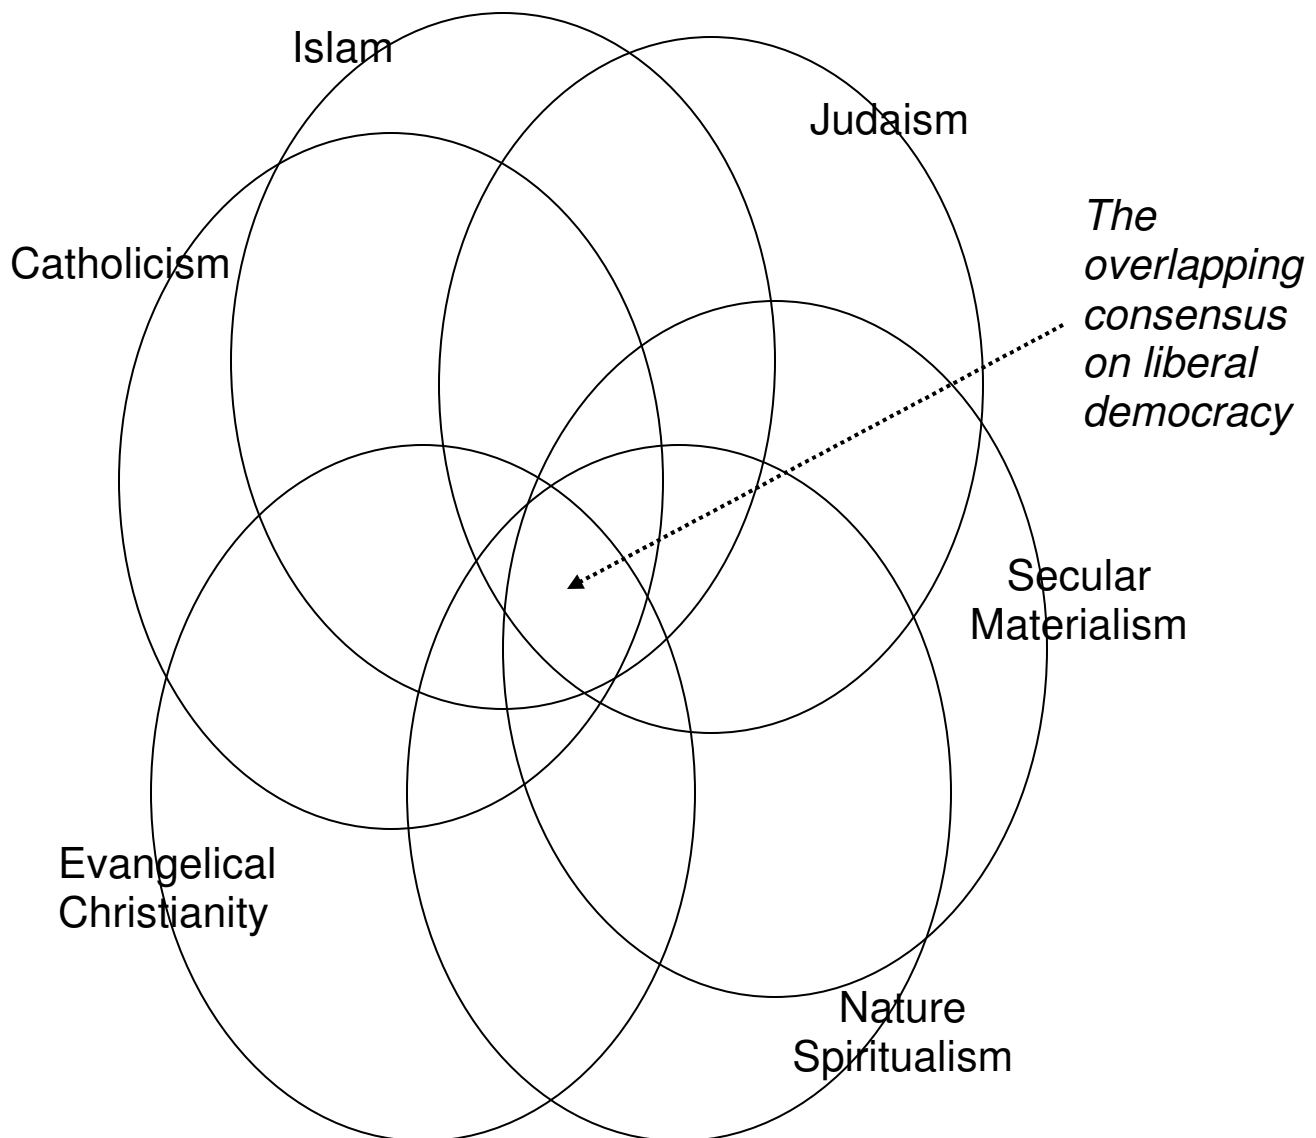 Islam
Judaism
The
overlapping
consensus
on liberal
democracy
Catholicism
Secular
Materialism
Evangelical
Christianity
Nature
Spiritualism